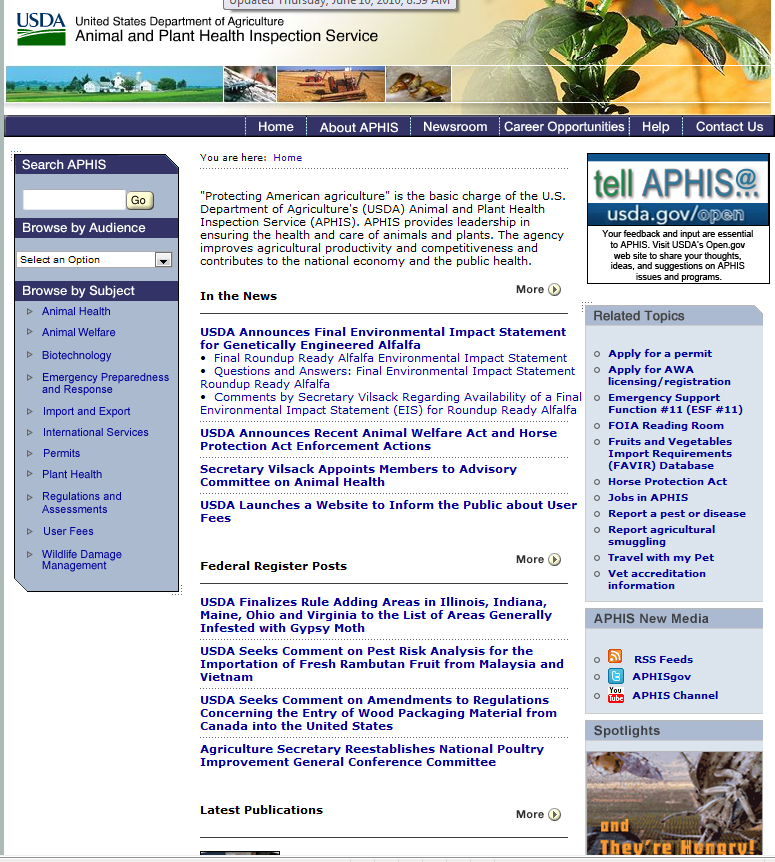 Updated Thursday, June 10, 2010, 8:39 AM
USDA
United States Department of Agriculture
Animal and Plant Health Inspection Service
Home
About APHIS
Newsroom
Career Opportunities
Help
Contact Us
Search APHIS
Go
Browse by Audience
Select an Option
Browse by Subject
Animal Health
Animal Welfare
Biotechnology
Emergency Preparedness
and Response
Import and Export
International Services
Permits
Plant Health
Regulations and
Assessments
User Fees
Wildlife Damage
Management
You are here: Home
"Protecting American agriculture" is the basic charge of the U.S.
Department of Agriculture's (USDA) Animal and Plant Health
Inspection Service (APHIS). APHIS provides leadership in
ensuring the health and care of animals and plants. The agency
improves agricultural productivity and competitiveness and
contributes to the national economy and the public health.
In the News
More
USDA Announces Final Environmental Impact Statement
for Genetically Engineered Alfalfa
• Final Roundup Ready Alfalfa Environmental Impact Statement
• Questions and Answers: Final Environmental Impact Statement
Roundup Ready Alfalfa
• Comments by Secretary Vilsack Regarding Availability of a Final
Environmental Impact Statement (EIS) for Roundup Ready Alfalfa
USDA Announces Recent Animal Welfare Act and Horse
Protection Act Enforcement Actions
Secretary Vilsack Appoints Members to Advisory
Committee on Animal Health
USDA Launches a Website to Inform the Public about User
Fees
Federal Register Posts
More
USDA Finalizes Rule Adding Areas in Illinois, Indiana,
Maine, Ohio and Virginia to the List of Areas Generally
Infested with Gypsy Moth
USDA Seeks Comment on Pest Risk Analysis for the
Importation of Fresh Rambutan Fruit from Malaysia and
Vietnam
USDA Seeks Comment on Amendments to Regulations
Concerning the Entry of Wood Packaging Material from
Canada into the United States
Agriculture Secretary Reestablishes National Poultry
Improvement General Conference Committee
Latest Publications
More
tell APHIS@...
usda.gov/open
Your feedback and input are essential
to APHIS. Visit USDA's Open.gov
web site to share your thoughts,
ideas, and suggestions on APHIS
issues and programs.
Related Topics
Apply for a permit
Apply for AWA
licensing/registration
Emergency Support
Function #11 (ESF #11)
FOIA Reading Room
Fruits and Vegetables
Import Requirements
(FAVIR) Database
Horse Protection Act
Jobs in APHIS
Report a pest or disease
Report agricultural
smuggling
Travel with my Pet
Vet accreditation
information
APHIS New Media
RSS Feeds
APHISgov
You
Tube
APHIS Channel
Spotlights
and
They're Hungry!